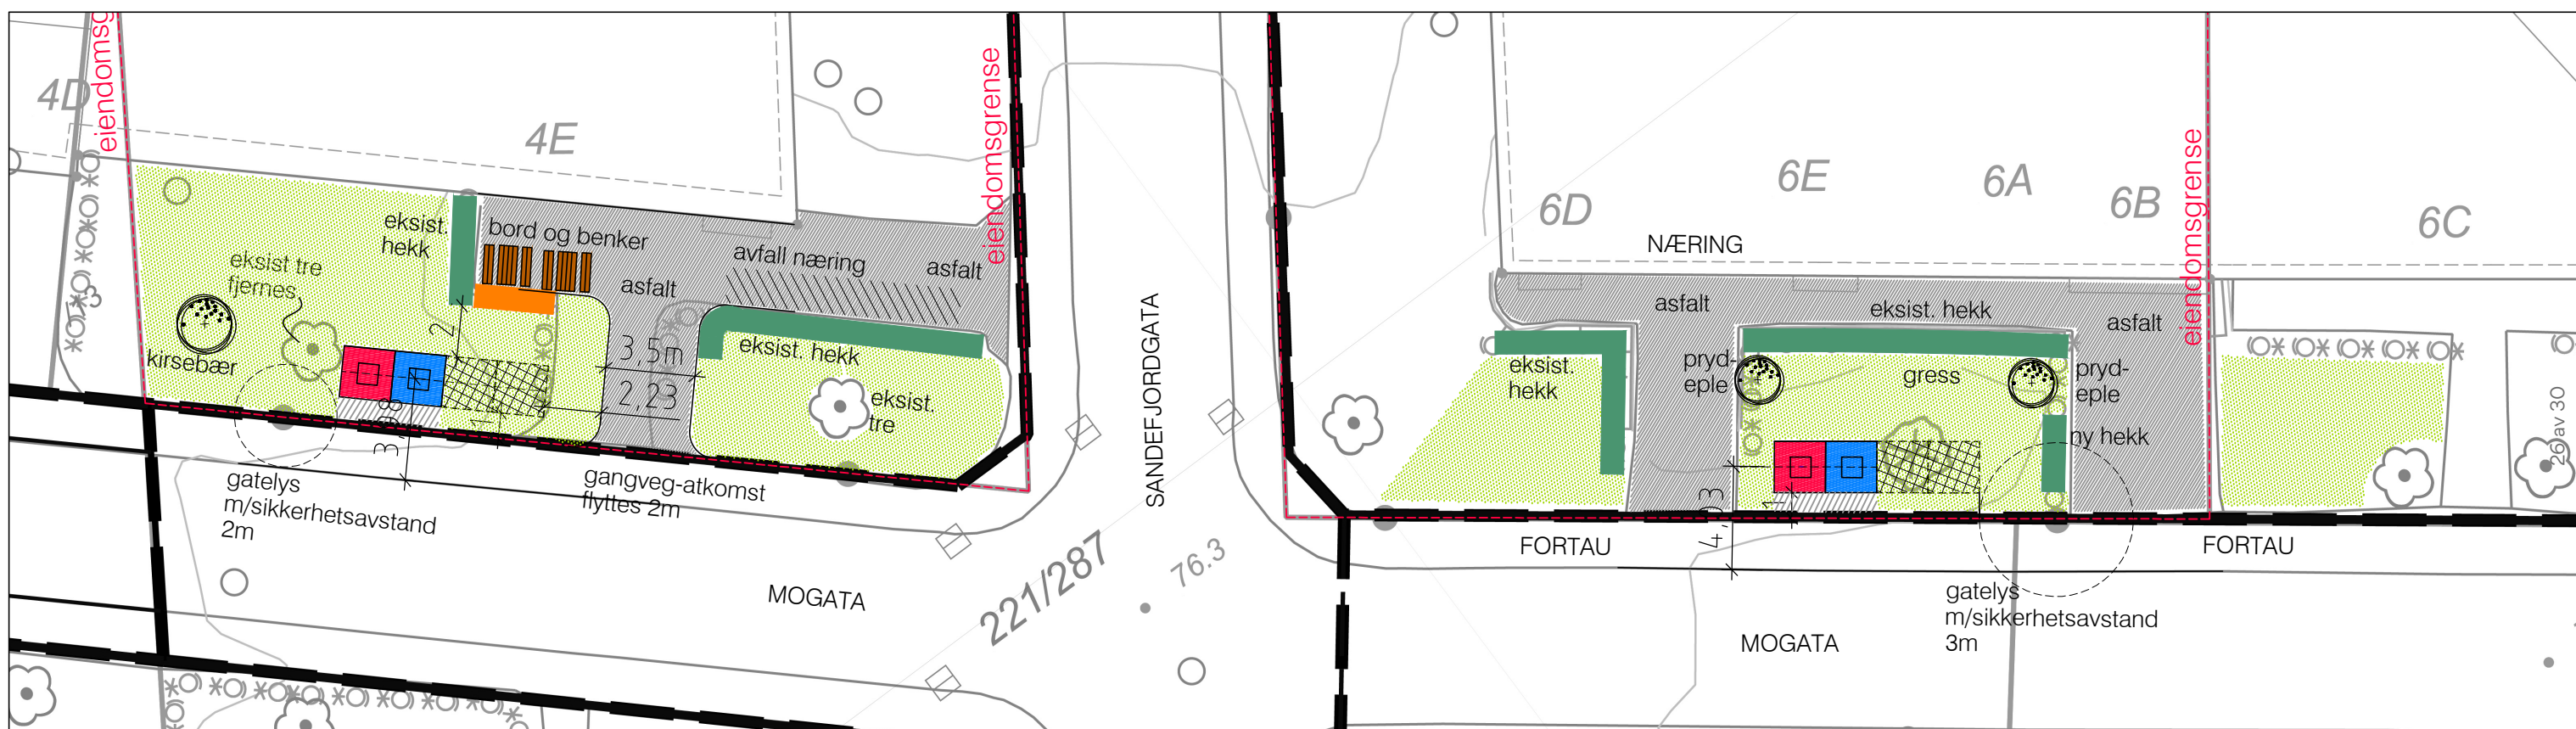 eiendomsg
4D
4E
eiendomsgrense
eksist.
hekk
bord og benker
avfall næring
asfalt
asfalt
eksist tre
fjernes
kirsebær
2
3,5m
2,23
1
eksist. hekk
eksist.
tre
gatelys
m/sikkerhetsavstand
2m
gangveg-atkomst
flyttes 2m
MOGATA
SANDEFJORDGATA
221/287
76.3
6D
6E
6A
6B
6C
NÆRING
eiendomsgrense
asfalt
eksist. hekk
asfalt
eksist.
hekk
pryd-
eple
gress
pryd-
eple
ny hekk
4,03
1
FORTAU
FORTAU
gatelys
m/sikkerhetsavstand
3m
MOGATA
26 av 30